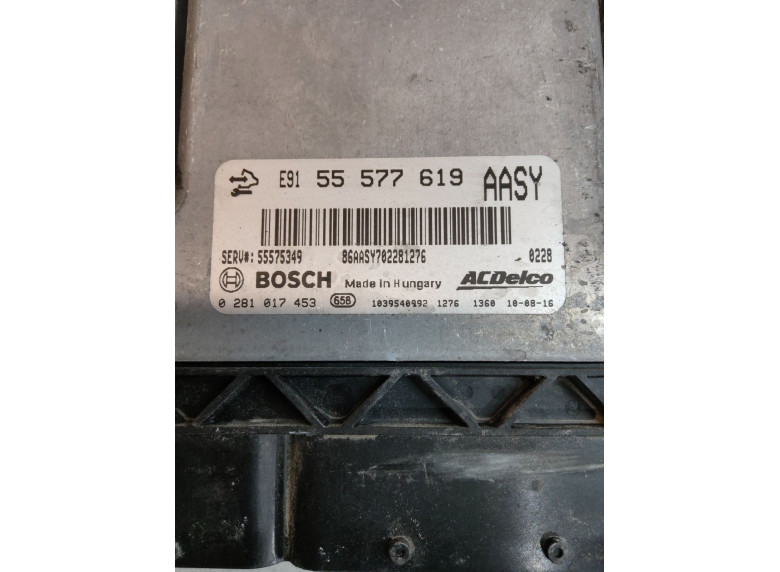 E91 55 577 619 AASY
SERV#: 55575349 86AASY702281276 0228
BOSCH Made in Hungary ACDelco
0 281 017 453 658 1039S40992 1276 1360 10-08-16